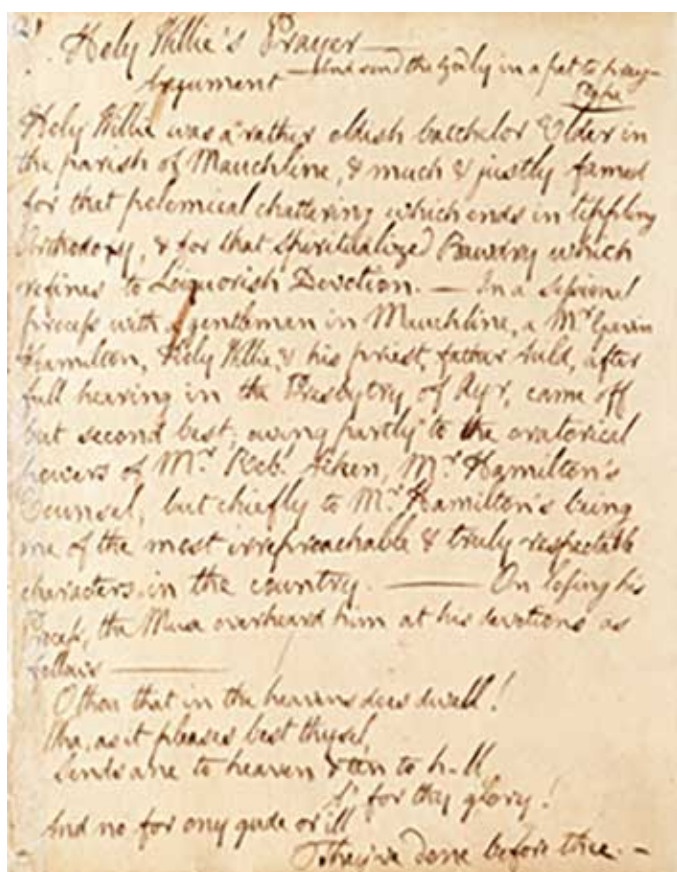 Holy Willie's Prayer —
— And send the Godly in a pet to pray —
Argument
Pope
Holy Willie was a rather oldish batchelor Elder in
the parish of Mauchline, & much & justly famed
for that polemical chattering which ends in tippling
Orthodoxy, & for that Spiritualized Bawdry which
refines to Liquorish Devotion. — In a Sessional
process with a gentleman in Mauchline, a Mr Gavin
Hamilton, Holy Willie, & his priest, father Auld, after
full hearing in the Presbytry of Ayr, came off
but second best; owing partly to the oratorical
powers of Mr Robt Aiken, Mr Hamilton's
Counsel, but chiefly to Mr Hamilton's being
one of the most irreproachable & truly respectable
characters in the country. — On losing his
Process, the Muse overheard him at his devotions as
follows —
O thou that in the heavens does dwell!
Wha, as it pleases best thysel,
Sends ane to heaven & ten to h-ll,
A' for thy glory!
And no for ony gude or ill
They've done before thee. —